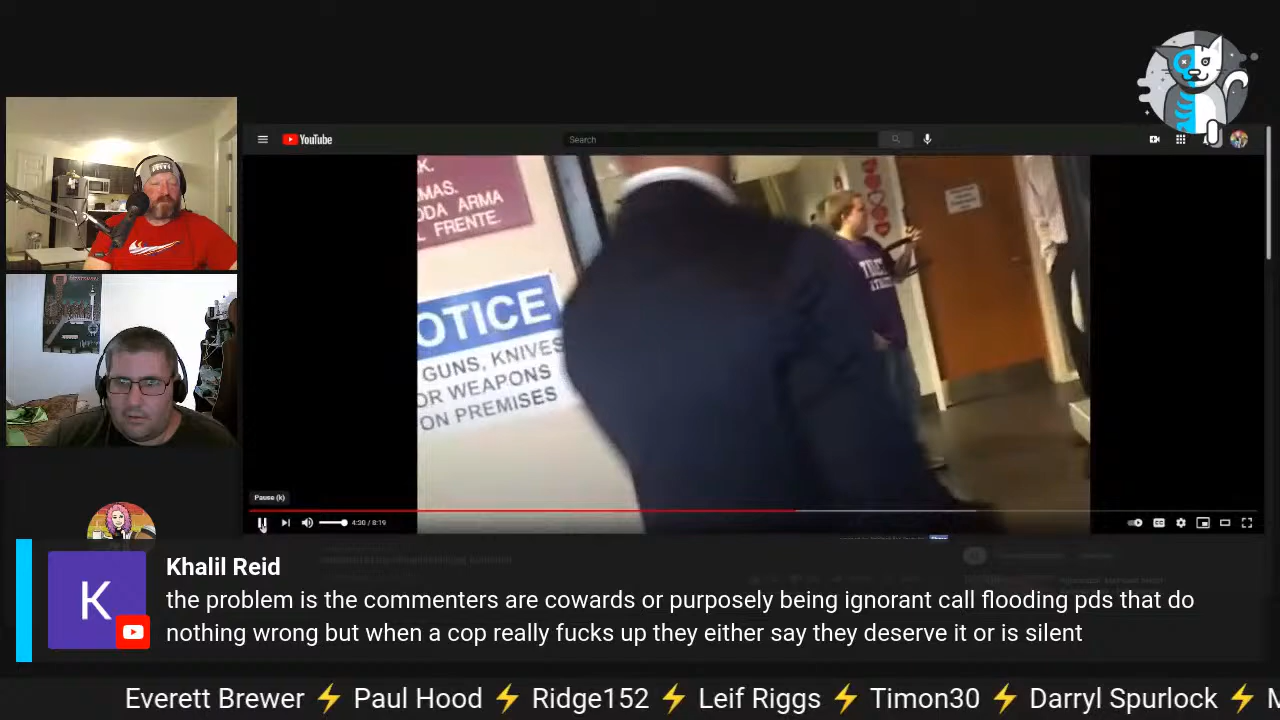 YouTube
Search
K.
MAS.
ODA ARMA
L FRENTE.
OTICE
GUNS, KNIVES
OR WEAPONS
ON PREMISES
Pause (k)
4:30 / 8:19
K
Khalil Reid
the problem is the commenters are cowards or purposely being ignorant call flooding pds that do
nothing wrong but when a cop really fucks up they either say they deserve it or is silent
Everett Brewer ⚡ Paul Hood ⚡ Ridge152 ⚡ Leif Riggs ⚡ Timon30 ⚡ Darryl Spurlock ⚡ M